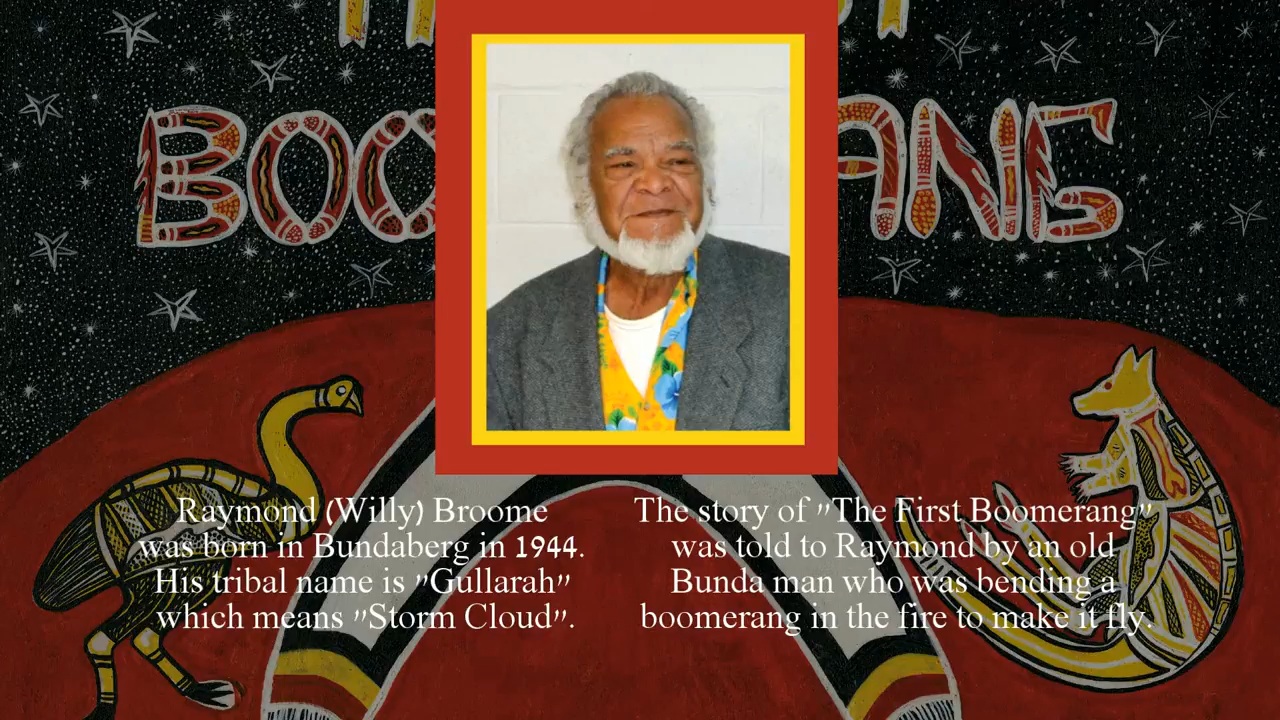 BOO ANG
Raymond (Willy) Broome
was born in Bundaberg in 1944.
His tribal name is "Gullarah"
which means "Storm Cloud".
The story of "The First Boomerang"
was told to Raymond by an old
Bunda man who was bending a
boomerang in the fire to make it fly.